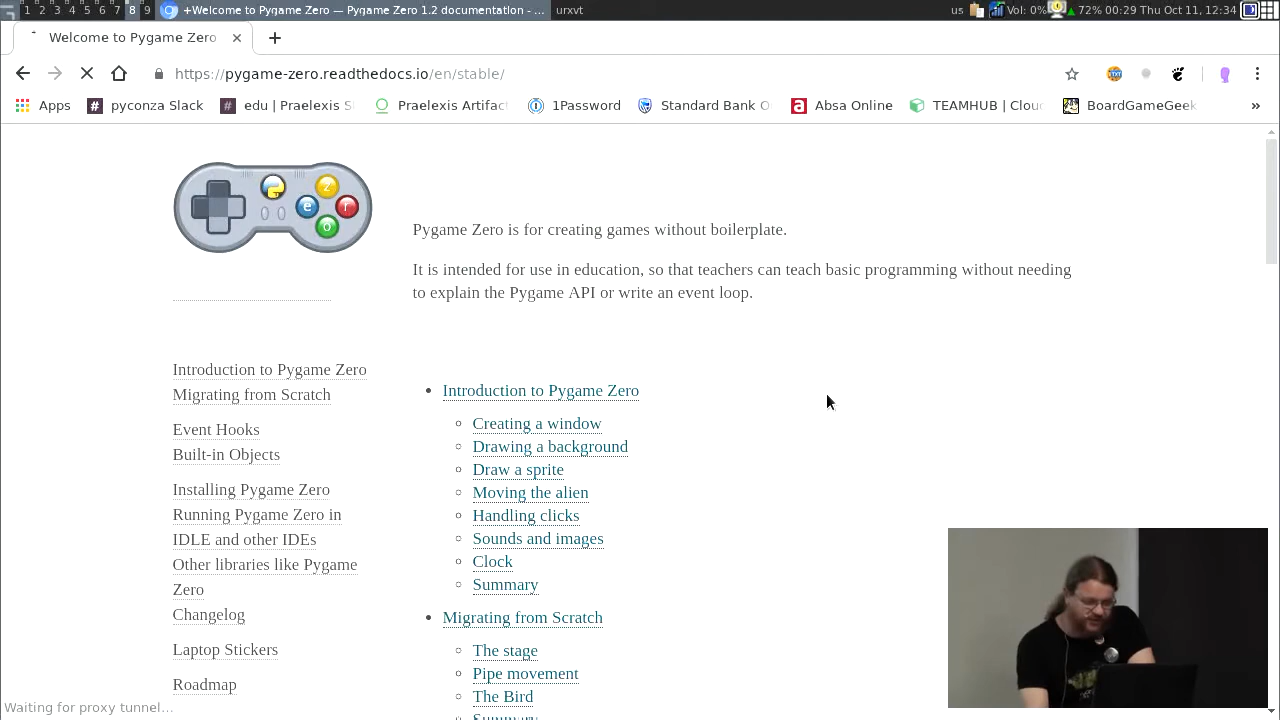 1 2 3 4 5 6 7 8 9 +Welcome to Pygame Zero — Pygame Zero 1.2 documentation - ... urxvt us Vol: 0% 72% 00:29 Thu Oct 11, 12:34
Welcome to Pygame Zero
https://pygame-zero.readthedocs.io/en/stable/
Apps pyconza Slack edu | Praelexis S Praelexis Artifac 1Password Standard Bank O Absa Online TEAMHUB | Clou BoardGameGeek »
z
e r
o
Pygame Zero is for creating games without boilerplate.
It is intended for use in education, so that teachers can teach basic programming without needing
to explain the Pygame API or write an event loop.
Introduction to Pygame Zero
Migrating from Scratch
Event Hooks
Built-in Objects
Installing Pygame Zero
Running Pygame Zero in
IDLE and other IDEs
Other libraries like Pygame
Zero
Changelog
Laptop Stickers
Roadmap
• Introduction to Pygame Zero
◦ Creating a window
◦ Drawing a background
◦ Draw a sprite
◦ Moving the alien
◦ Handling clicks
◦ Sounds and images
◦ Clock
◦ Summary
• Migrating from Scratch
◦ The stage
◦ Pipe movement
◦ The Bird
◦ Summary
Waiting for proxy tunnel...